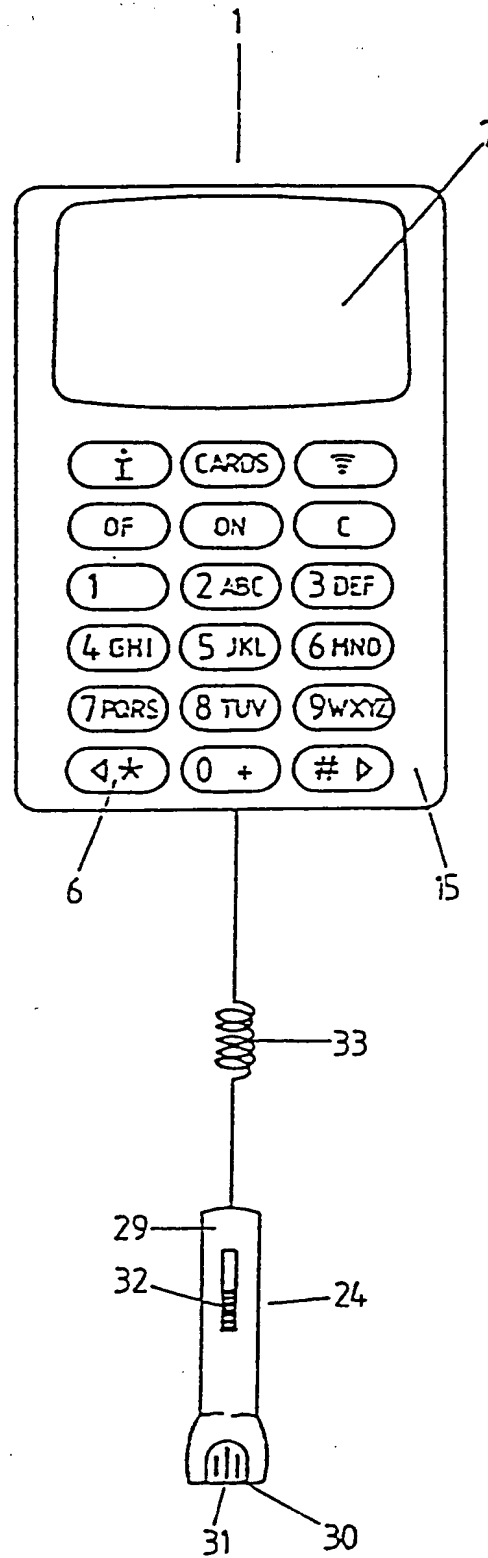 1
i CARDS
OF ON C
1 2 ABC 3 DEF
4 GHI 5 JKL 6 MNO
7 PQRS 8 TUV 9 WXYZ
* 0 + #
6 15
33
29
32 24
31 30